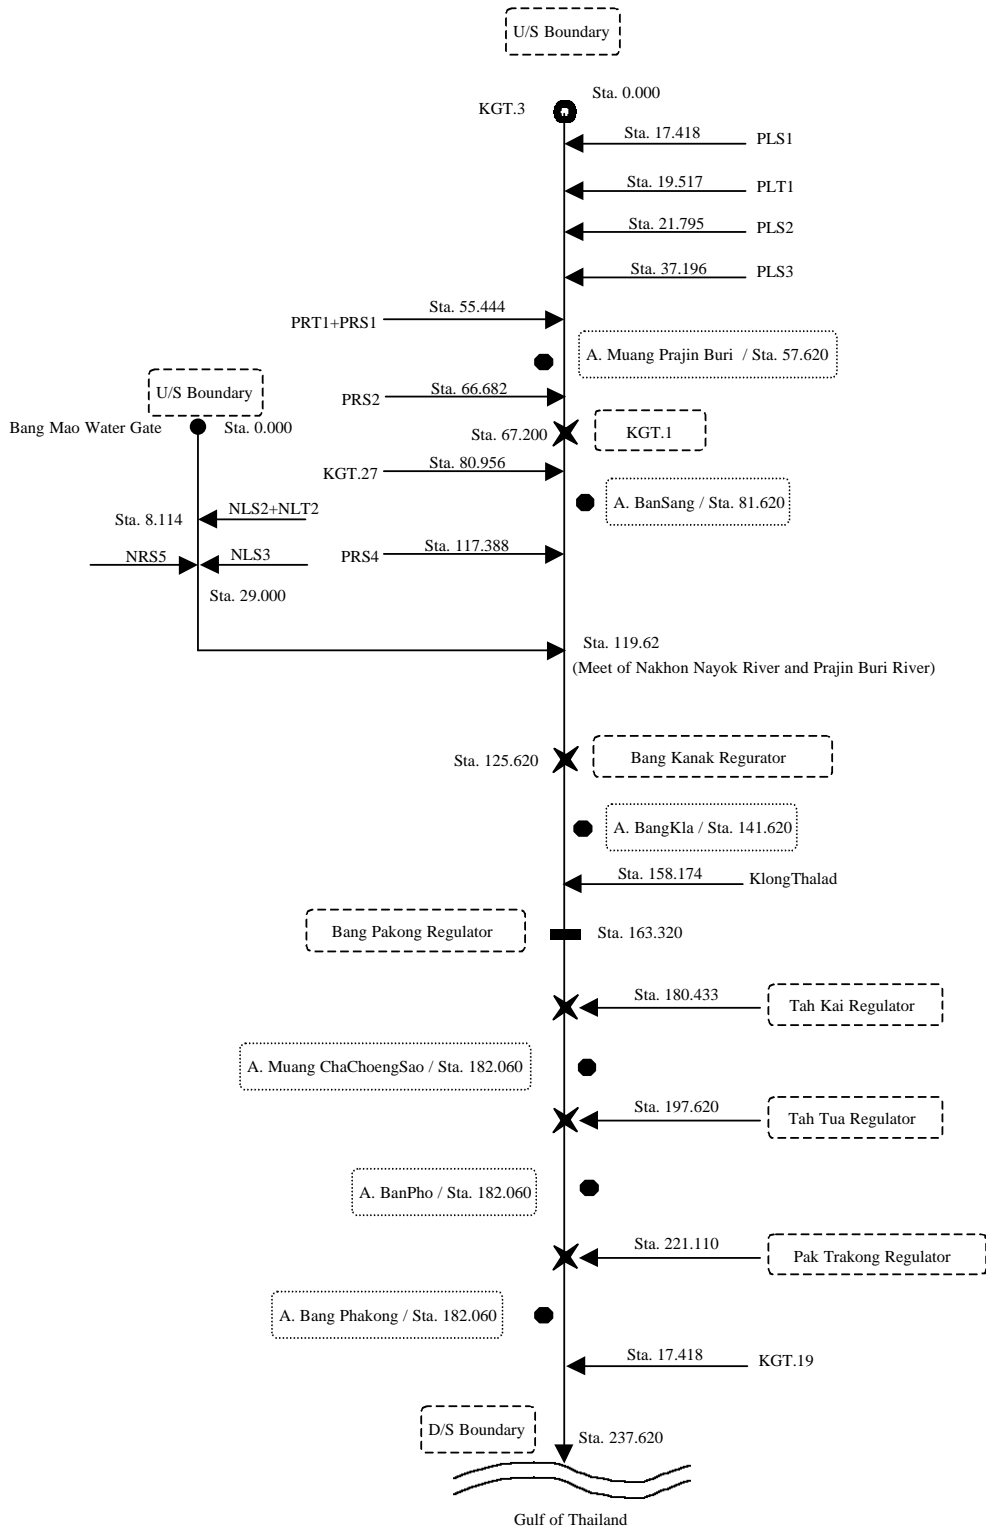 U/S Boundary
Sta. 0.000
KGT.3
Sta. 17.418
PLS1
Sta. 19.517
PLT1
Sta. 21.795
PLS2
Sta. 37.196
PLS3
Sta. 55.444
PRT1+PRS1
A. Muang Prajin Buri / Sta. 57.620
U/S Boundary
Sta. 66.682
PRS2
Bang Mao Water Gate
Sta. 0.000
Sta. 67.200
KGT.1
Sta. 80.956
KGT.27
A. BanSang / Sta. 81.620
NLS2+NLT2
Sta. 8.114
Sta. 117.388
PRS4
NRS5
NLS3
Sta. 29.000
Sta. 119.62
(Meet of Nakhon Nayok River and Prajin Buri River)
Sta. 125.620
Bang Kanak Regurator
A. BangKla / Sta. 141.620
Sta. 158.174
KlongThalad
Bang Pakong Regulator
Sta. 163.320
Sta. 180.433
Tah Kai Regulator
A. Muang ChaChoengSao / Sta. 182.060
Sta. 197.620
Tah Tua Regulator
A. BanPho / Sta. 182.060
Sta. 221.110
Pak Trakong Regulator
A. Bang Phakong / Sta. 182.060
Sta. 17.418
KGT.19
D/S Boundary
Sta. 237.620
Gulf of Thailand